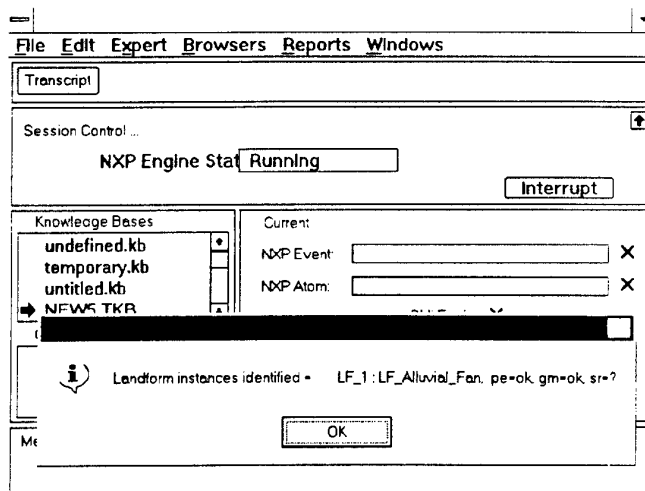 File Edit Expert Browsers Reports Windows
Transcript
Session Control ...
NXP Engine Stat Running
Interrupt
Knowledge Bases
undefined.kb
temporary.kb
untitled.kb
NEW5.TKB
Current
NXP Event:
NXP Atom:
Landform instances identified = LF_1 : LF_Alluvial_Fan, pe=ok, gm=ok, sr=?
OK
Me